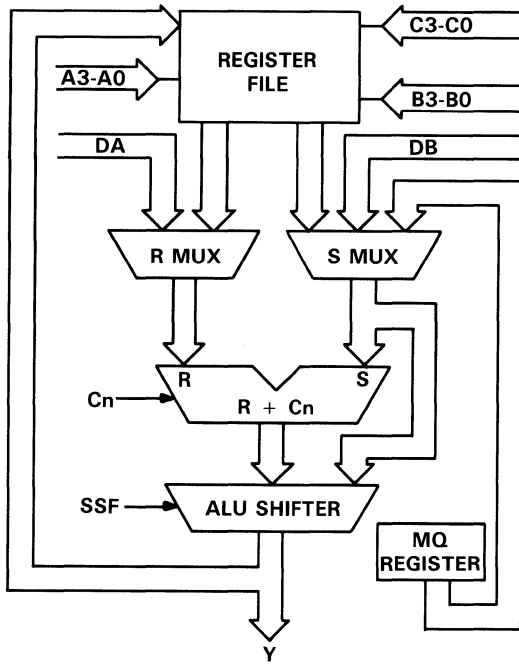 C3-C0
REGISTER
FILE
A3-A0
B3-B0
DA
DB
R MUX
S MUX
R
S
Cn
R + Cn
SSF
ALU SHIFTER
MQ
REGISTER
Y